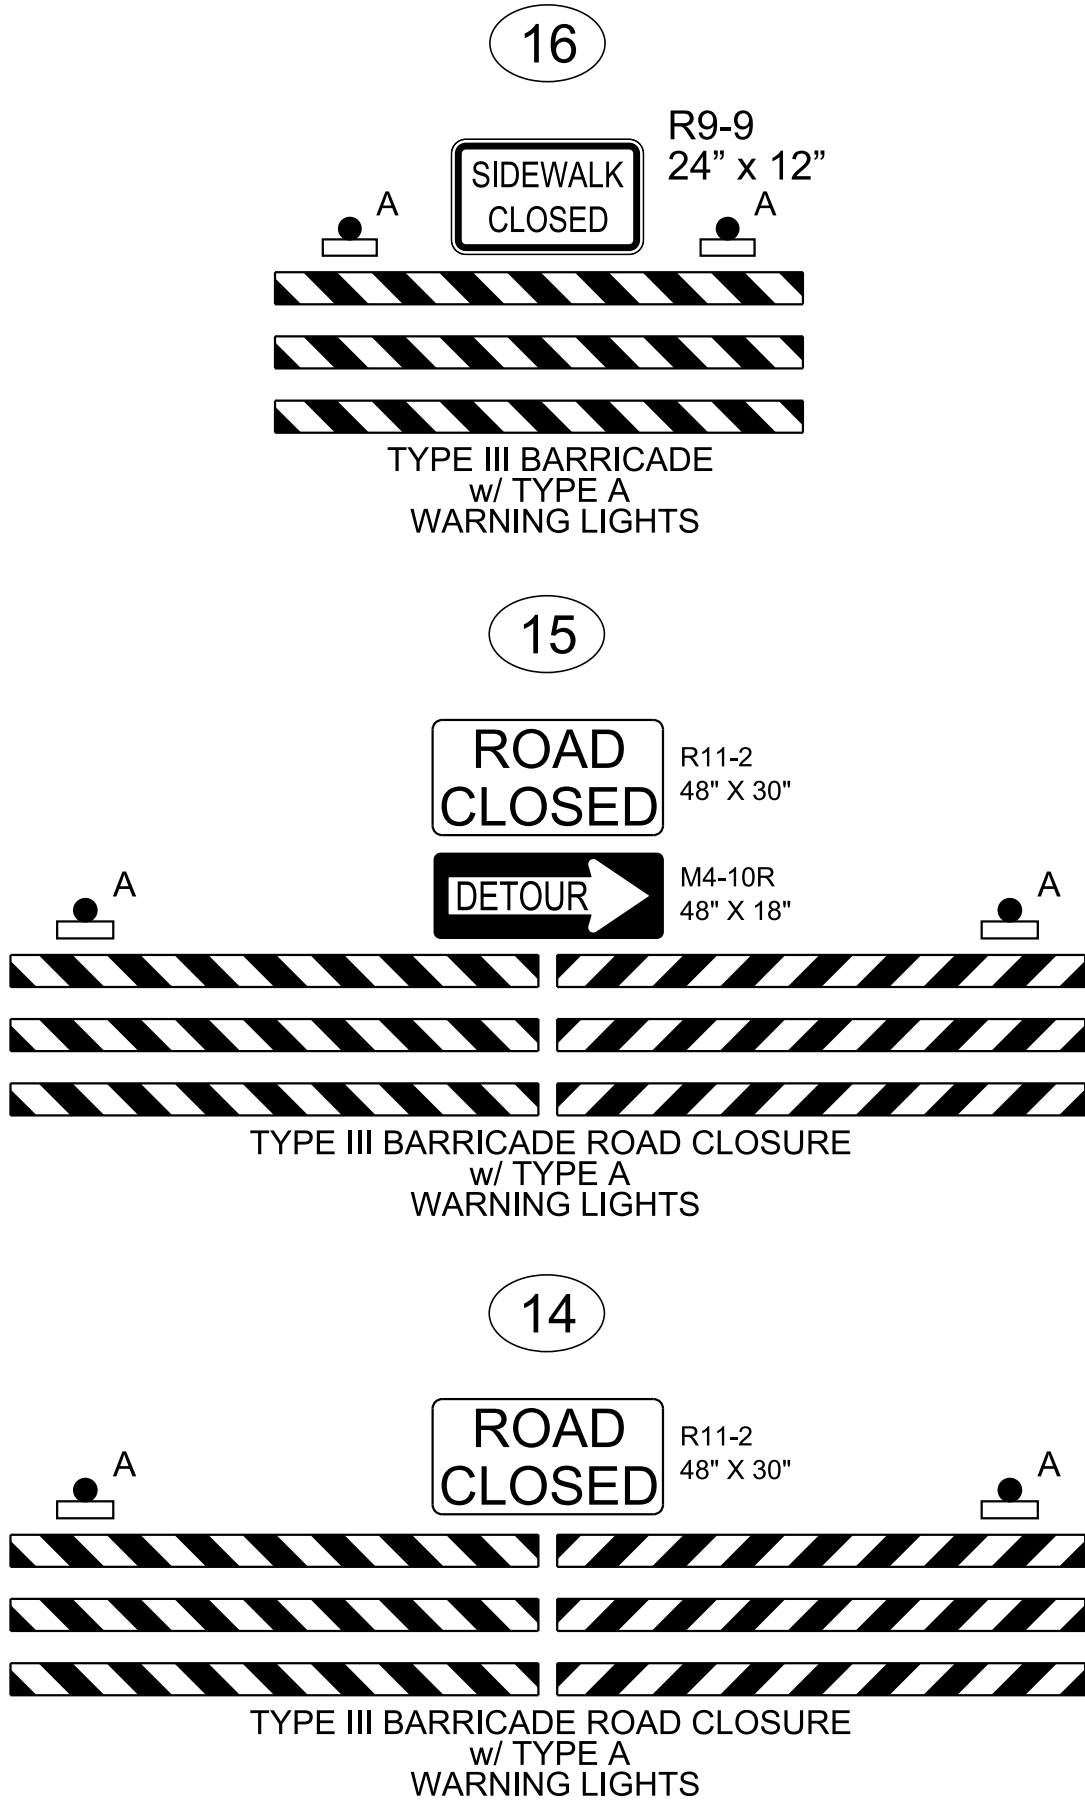 16
R9-9
24” x 12”
SIDEWALK
CLOSED
A
A
TYPE III BARRICADE
w/ TYPE A
WARNING LIGHTS
15
ROAD
CLOSED
R11-2
48" X 30"
DETOUR
M4-10R
48" X 18"
A
A
TYPE III BARRICADE ROAD CLOSURE
w/ TYPE A
WARNING LIGHTS
14
ROAD
CLOSED
R11-2
48" X 30"
A
A
TYPE III BARRICADE ROAD CLOSURE
w/ TYPE A
WARNING LIGHTS